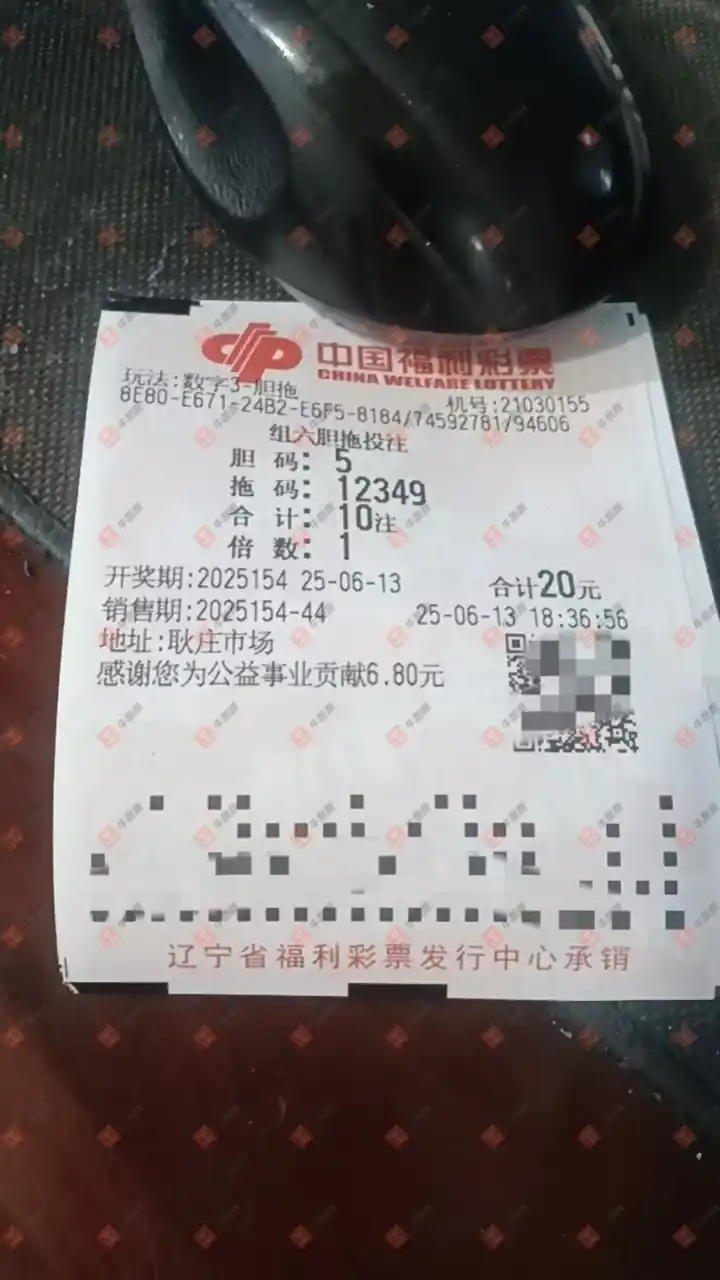 中国福利彩票
CHINA WELFARE LOTTERY
玩法:数字3-胆拖
机号:21030155
8E80-E671-24B2-E6F5-8184/74592781/94606
组六胆拖投注
胆 码: 5
拖 码: 12349
合 计: 10注
倍 数: 1
开奖期:2025154 25-06-13 合计20元
销售期:2025154-44 25-06-13 18:36:56
地址:耿庄市场
感谢您为公益事业贡献6.80元
辽宁省福利彩票发行中心承销